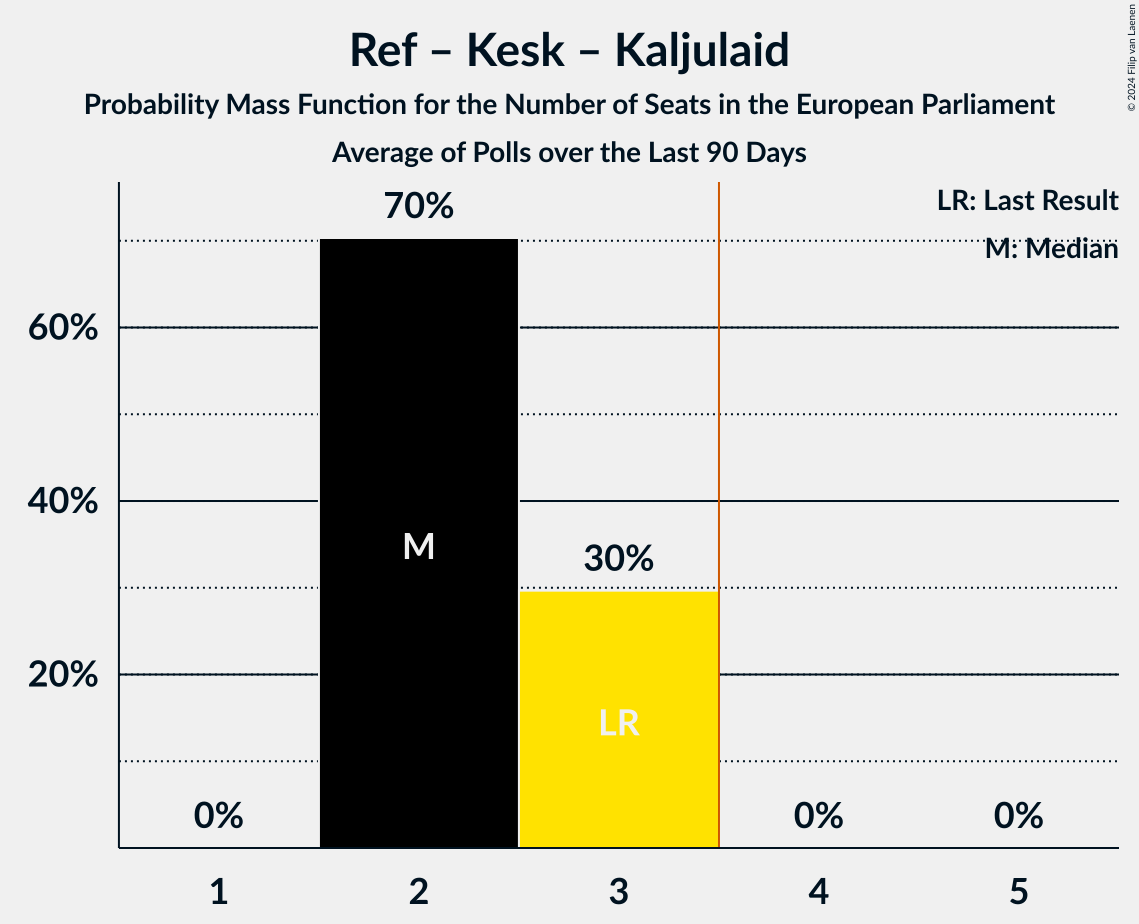 Ref – Kesk – Kaljulaid
Probability Mass Function for the Number of Seats in the European Parliament
Average of Polls over the Last 90 Days
© 2024 Filip van Laenen
LR: Last Result
M: Median
70%
60%
40%
20%
M
30%
LR
0%
0%
0%
1
2
3
4
5